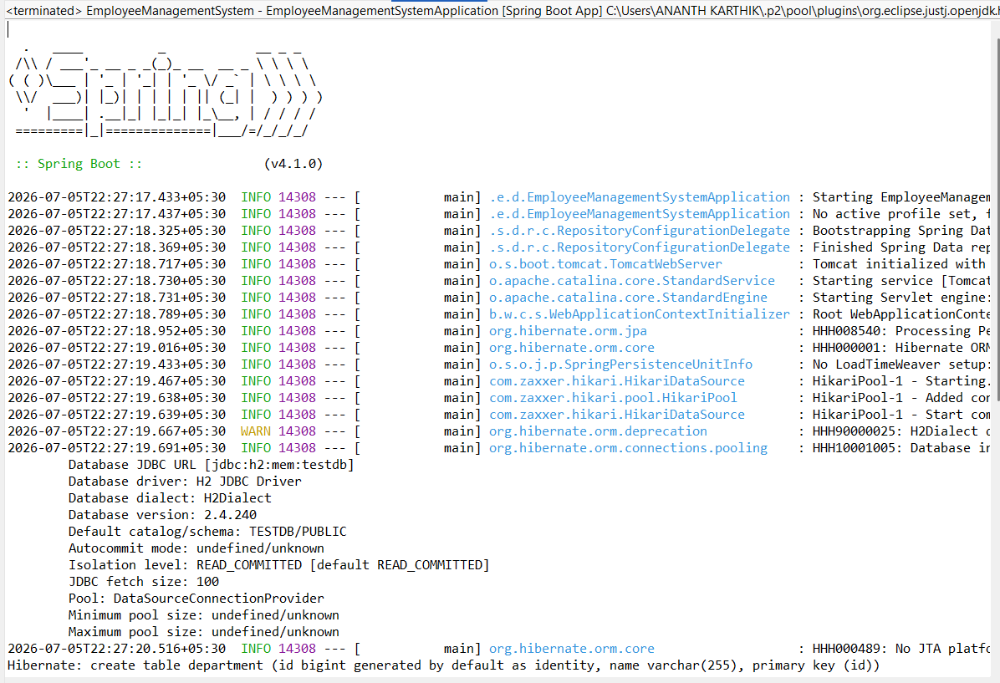 <terminated> EmployeeManagementSystem - EmployeeManagementSystemApplication [Spring Boot App] C:\Users\ANANTH KARTHIK\.p2\pool\plugins\org.eclipse.justj.openjdk.
  .   ____          _            __ _ _
 /\\ / ___'_ __ _ _(_)_ __  __ _ \ \ \ \
( ( )\___ | '_ | '_| | '_ \/ _` | \ \ \ \
 \\/  ___)| |_)| | | | | || (_| |  ) ) ) )
  '  |____| .__|_| |_|_| |_\__, | / / / /
 =========|_|==============|___/=/_/_/_/
 :: Spring Boot ::                (v4.1.0)
2026-07-05T22:27:17.433+05:30  INFO 14308 --- [           main] .e.d.EmployeeManagementSystemApplication : Starting EmployeeManagem
2026-07-05T22:27:17.437+05:30  INFO 14308 --- [           main] .e.d.EmployeeManagementSystemApplication : No active profile set, f
2026-07-05T22:27:18.325+05:30  INFO 14308 --- [           main] .s.d.r.c.RepositoryConfigurationDelegate : Bootstrapping Spring Dat
2026-07-05T22:27:18.369+05:30  INFO 14308 --- [           main] .s.d.r.c.RepositoryConfigurationDelegate : Finished Spring Data rep
2026-07-05T22:27:18.717+05:30  INFO 14308 --- [           main] o.s.boot.tomcat.TomcatWebServer          : Tomcat initialized with
2026-07-05T22:27:18.730+05:30  INFO 14308 --- [           main] o.apache.catalina.core.StandardService   : Starting service [Tomcat
2026-07-05T22:27:18.731+05:30  INFO 14308 --- [           main] o.apache.catalina.core.StandardEngine    : Starting Servlet engine:
2026-07-05T22:27:18.789+05:30  INFO 14308 --- [           main] b.w.c.s.WebApplicationContextInitializer : Root WebApplicationConte
2026-07-05T22:27:18.952+05:30  INFO 14308 --- [           main] org.hibernate.orm.jpa                    : HHH008540: Processing Pe
2026-07-05T22:27:19.016+05:30  INFO 14308 --- [           main] org.hibernate.orm.core                   : HHH000001: Hibernate ORM
2026-07-05T22:27:19.433+05:30  INFO 14308 --- [           main] o.s.o.j.p.SpringPersistenceUnitInfo      : No LoadTimeWeaver setup:
2026-07-05T22:27:19.467+05:30  INFO 14308 --- [           main] com.zaxxer.hikari.HikariDataSource       : HikariPool-1 - Starting.
2026-07-05T22:27:19.638+05:30  INFO 14308 --- [           main] com.zaxxer.hikari.pool.HikariPool        : HikariPool-1 - Added con
2026-07-05T22:27:19.639+05:30  INFO 14308 --- [           main] com.zaxxer.hikari.HikariDataSource       : HikariPool-1 - Start com
2026-07-05T22:27:19.667+05:30  WARN 14308 --- [           main] org.hibernate.orm.deprecation            : HHH90000025: H2Dialect d
2026-07-05T22:27:19.691+05:30  INFO 14308 --- [           main] org.hibernate.orm.connections.pooling    : HHH10001005: Database in
        Database JDBC URL [jdbc:h2:mem:testdb]
        Database driver: H2 JDBC Driver
        Database dialect: H2Dialect
        Database version: 2.4.240
        Default catalog/schema: TESTDB/PUBLIC
        Autocommit mode: undefined/unknown
        Isolation level: READ_COMMITTED [default READ_COMMITTED]
        JDBC fetch size: 100
        Pool: DataSourceConnectionProvider
        Minimum pool size: undefined/unknown
        Maximum pool size: undefined/unknown
2026-07-05T22:27:20.516+05:30  INFO 14308 --- [           main] org.hibernate.orm.core                   : HHH000489: No JTA platfo
Hibernate: create table department (id bigint generated by default as identity, name varchar(255), primary key (id))